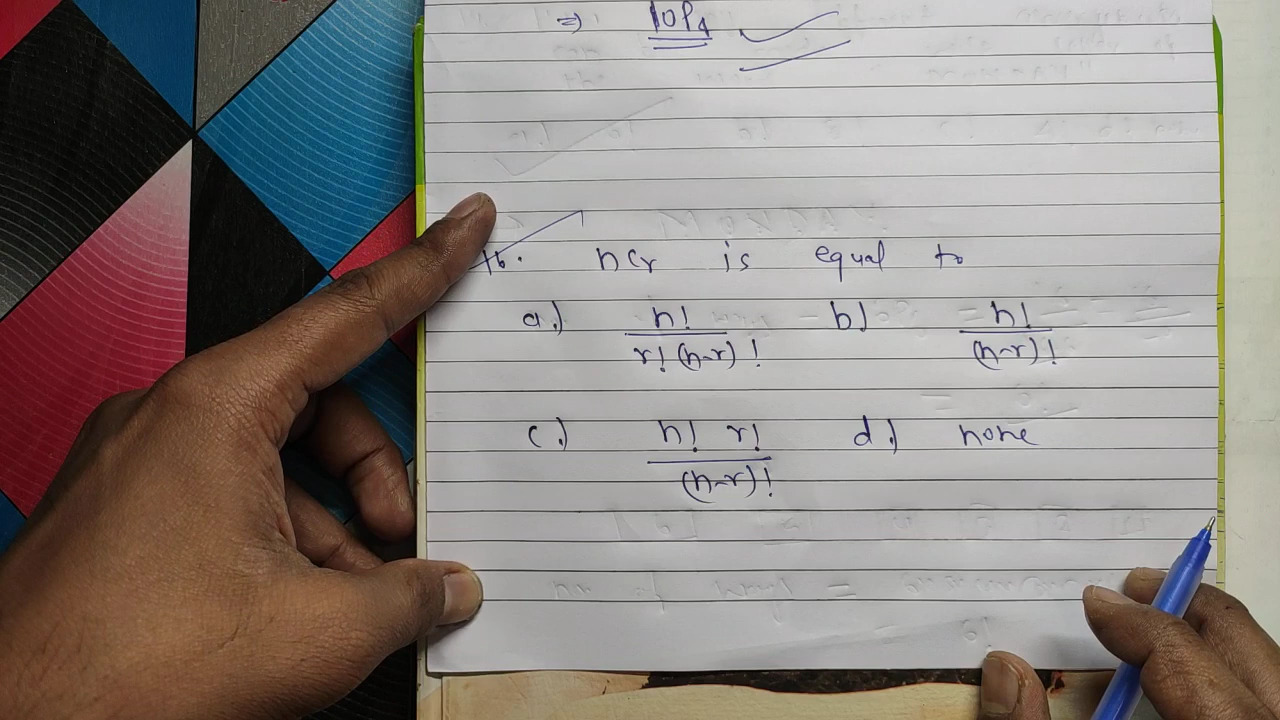 ⇒ 10P4
16. nCr is equal to
a.) n! / r!(n-r)! b) n! / (n-r)!
c.) n! r! / (n-r)! d.) none